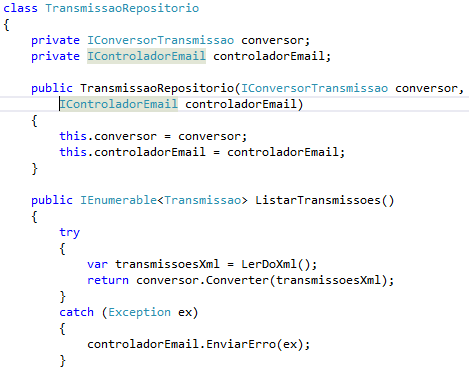 class TransmissaoRepositorio
{
    private IConversorTransmissao conversor;
    private IControladorEmail controladorEmail;

    public TransmissaoRepositorio(IConversorTransmissao conversor,
        IControladorEmail controladorEmail)
    {
        this.conversor = conversor;
        this.controladorEmail = controladorEmail;
    }

    public IEnumerable<Transmissao> ListarTransmissoes()
    {
        try
        {
            var transmissoesXml = LerDoXml();
            return conversor.Converter(transmissoesXml);
        }
        catch (Exception ex)
        {
            controladorEmail.EnviarErro(ex);
        }